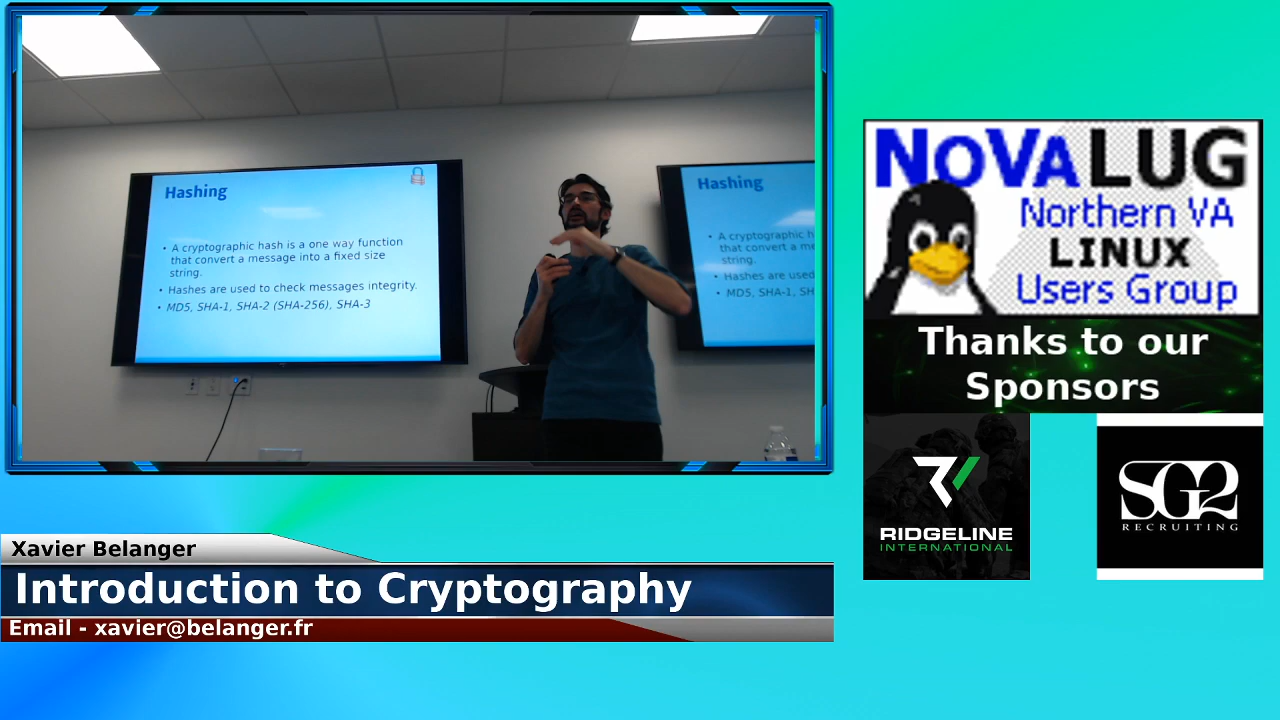 Hashing
• A cryptographic hash is a one way function
that convert a message into a fixed size
string.
• Hashes are used to check messages integrity.
• MD5, SHA-1, SHA-2 (SHA-256), SHA-3
Hashing
• A cryptographic h
that convert a me
string.
• Hashes are used
• MD5, SHA-1, SH
NOVALUG
Northern VA
LINUX
Users Group
Thanks to our
Sponsors
RIDGELINE
INTERNATIONAL
SG2
RECRUITING
Xavier Belanger
Introduction to Cryptography
Email - xavier@belanger.fr